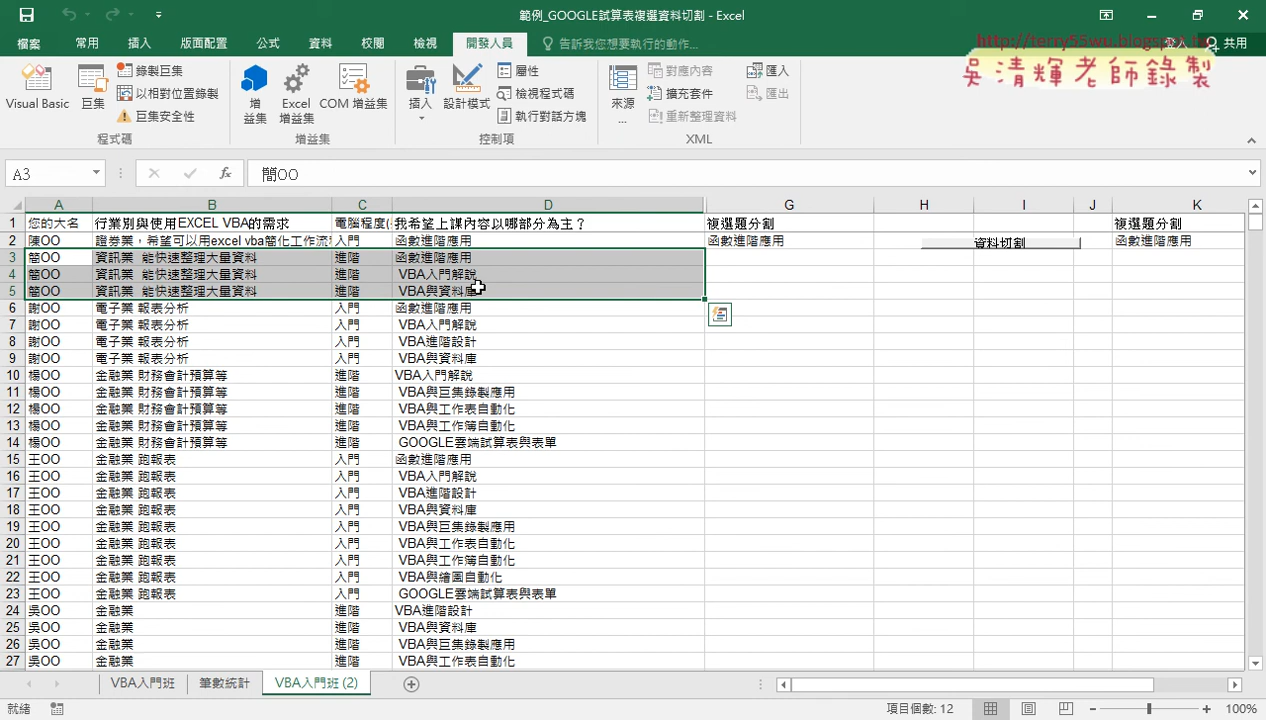 範例_GOOGLE試算表複選資料切割 - Excel
http://terry55wu.blogspot.tw
吳清輝老師錄製
檔案 常用 插入 版面配置 公式 資料 校閱 檢視 開發人員 告訴我您想要執行的動作... 登入 共用
Visual Basic 巨集 錄製巨集 以相對位置錄製 巨集安全性 增益集 Excel 增益集 COM 增益集 插入 設計模式 屬性 檢視程式碼 執行對話方塊 來源 ... 對應內容 擴充套件 重新整理資料 匯入 匯出
程式碼 增益集 控制項 XML
A3 fx 簡OO
A B C D G H I J K
1 您的大名 行業別與使用EXCEL VBA的需求 電腦程度( 我希望上課內容以哪部分為主? 複選題分割 複選題分割
2 陳OO 證券業，希望可以用excel vba簡化工作流程 入門 函數進階應用 函數進階應用 資料切割 函數進階應用
3 簡OO 資訊業 能快速整理大量資料 進階 函數進階應用
4 簡OO 資訊業 能快速整理大量資料 進階 VBA入門解說
5 簡OO 資訊業 能快速整理大量資料 進階 VBA與資料庫
6 謝OO 電子業 報表分析 入門 函數進階應用
7 謝OO 電子業 報表分析 入門 VBA入門解說
8 謝OO 電子業 報表分析 入門 VBA進階設計
9 謝OO 電子業 報表分析 入門 VBA與資料庫
10 楊OO 金融業 財務會計預算等 進階 VBA入門解說
11 楊OO 金融業 財務會計預算等 進階 VBA與巨集錄製應用
12 楊OO 金融業 財務會計預算等 進階 VBA與工作表自動化
13 楊OO 金融業 財務會計預算等 進階 VBA與工作簿自動化
14 楊OO 金融業 財務會計預算等 進階 GOOGLE雲端試算表與表單
15 王OO 金融業 跑報表 入門 函數進階應用
16 王OO 金融業 跑報表 入門 VBA入門解說
17 王OO 金融業 跑報表 入門 VBA進階設計
18 王OO 金融業 跑報表 入門 VBA與資料庫
19 王OO 金融業 跑報表 入門 VBA與巨集錄製應用
20 王OO 金融業 跑報表 入門 VBA與工作表自動化
21 王OO 金融業 跑報表 入門 VBA與工作簿自動化
22 王OO 金融業 跑報表 入門 VBA與繪圖自動化
23 王OO 金融業 跑報表 入門 GOOGLE雲端試算表與表單
24 吳OO 金融業 進階 VBA進階設計
25 吳OO 金融業 進階 VBA與資料庫
26 吳OO 金融業 進階 VBA與巨集錄製應用
27 吳OO 金融業 進階 VBA與工作表自動化
VBA入門班 筆數統計 VBA入門班 (2)
就緒 項目個數: 12 100%